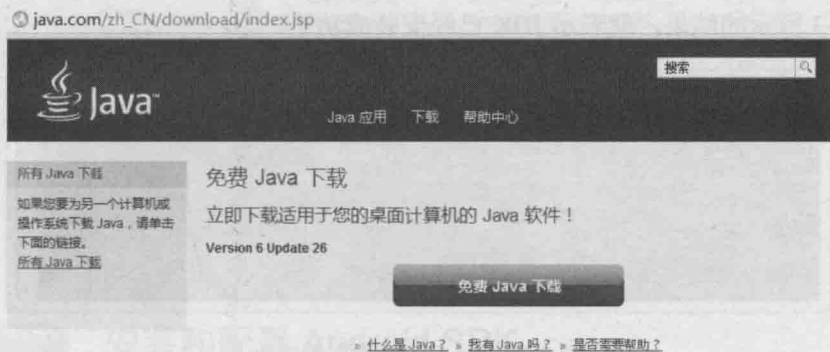 java.com/zh_CN/download/index.jsp
搜索
Java™
Java 应用 下载 帮助中心
所有 Java 下载
如果您要为另一个计算机或
操作系统下载 Java，请单击
下面的链接。
所有 Java 下载
免费 Java 下载
立即下载适用于您的桌面计算机的 Java 软件！
Version 6 Update 26
免费 Java 下载
» 什么是 Java？ » 我有 Java 吗？ » 是否需要帮助？